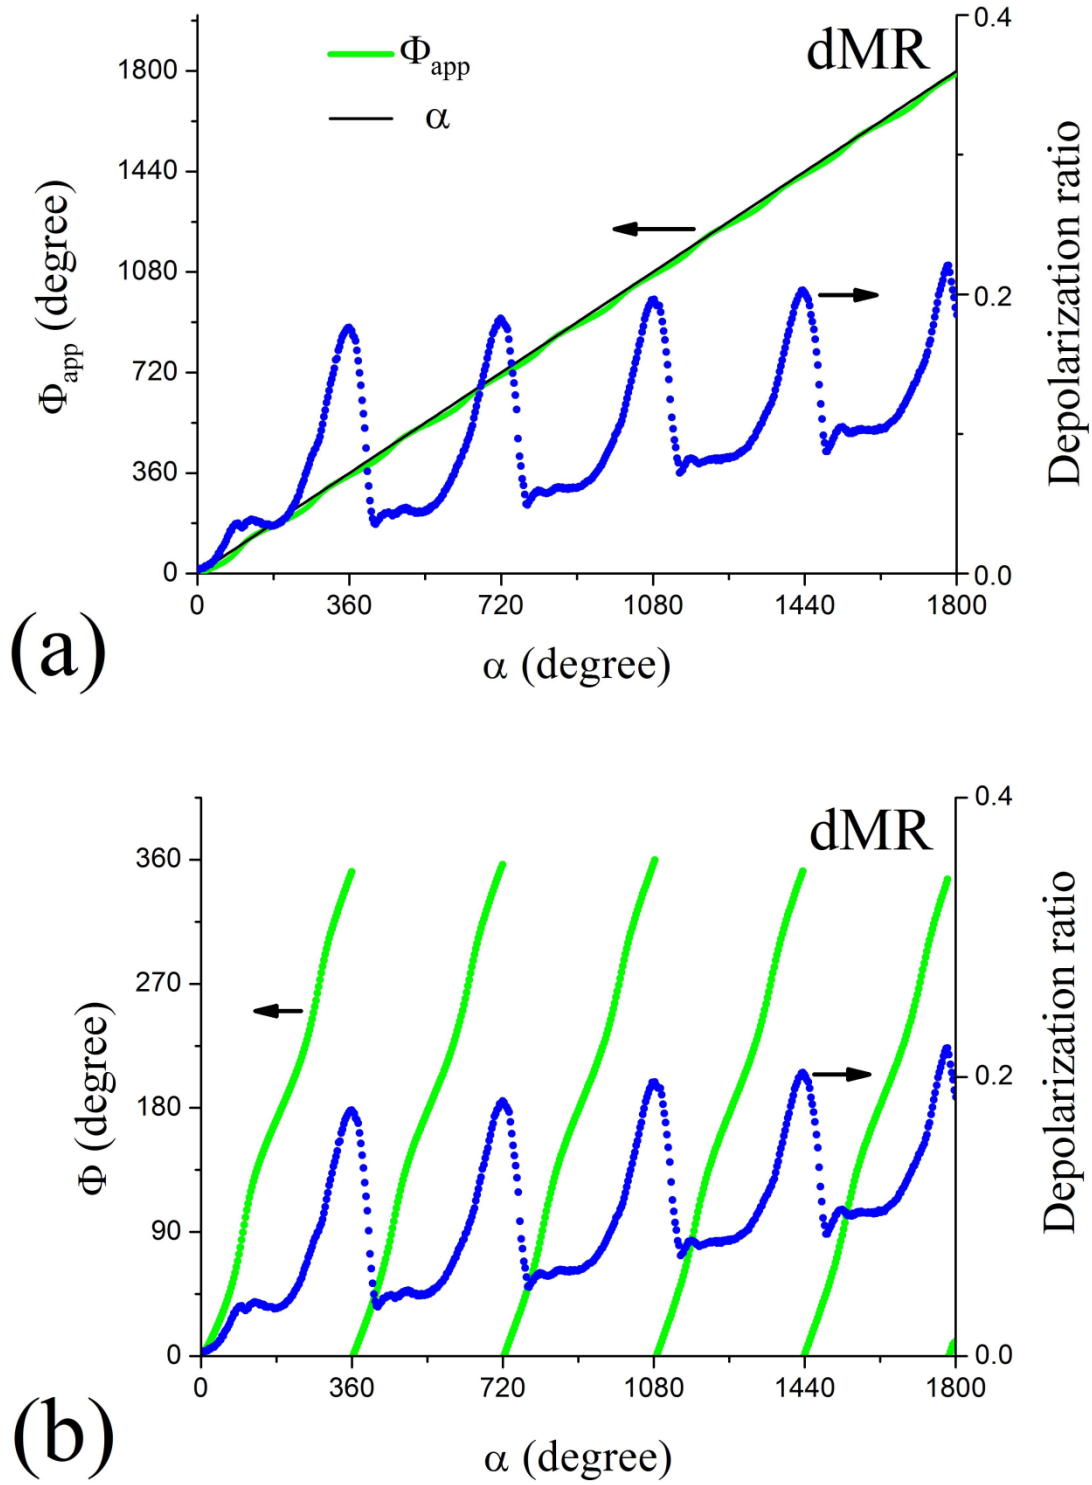 dMR
Φapp
α
1800
1440
1080
720
360
0
0.4
0.2
0.0
Φapp (degree)
Depolarization ratio
0 360 720 1080 1440 1800
α (degree)
(a)
dMR
360
270
180
90
0
0.4
0.2
0.0
Φ (degree)
Depolarization ratio
0 360 720 1080 1440 1800
α (degree)
(b)